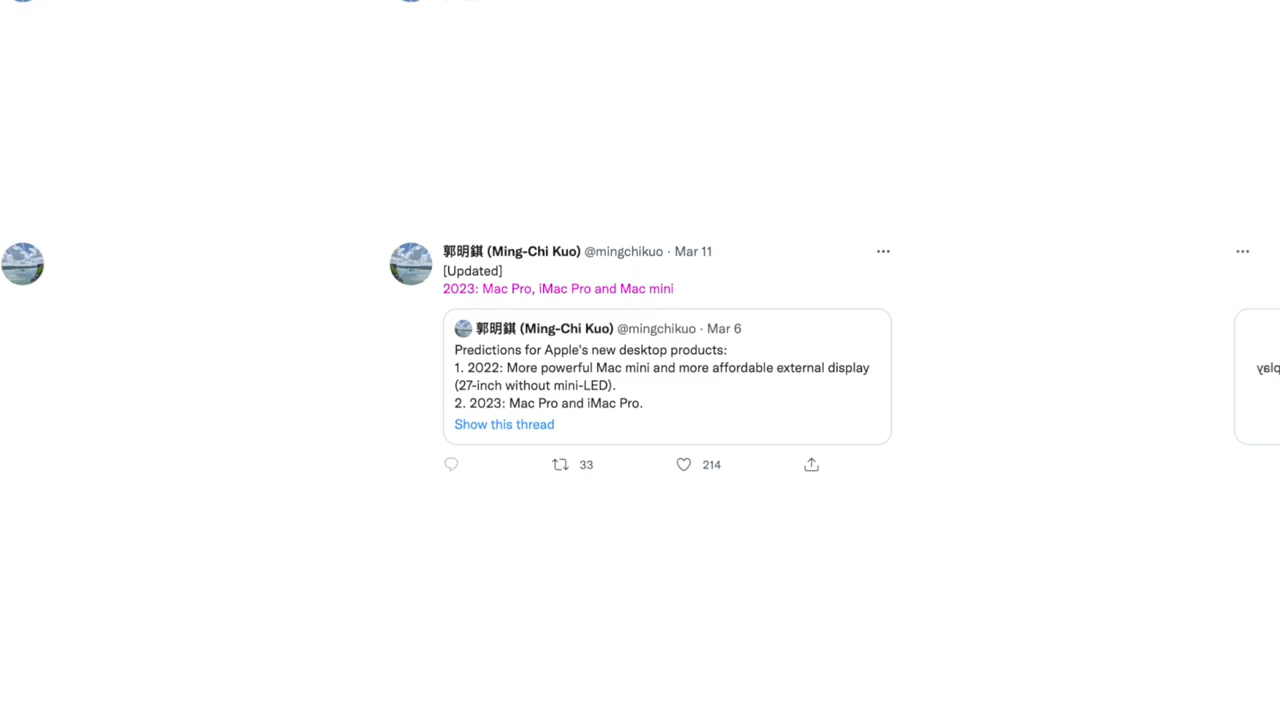 郭明錤 (Ming-Chi Kuo) @mingchikuo · Mar 11
[Updated]
2023: Mac Pro, iMac Pro and Mac mini
郭明錤 (Ming-Chi Kuo) @mingchikuo · Mar 6
Predictions for Apple's new desktop products:
1. 2022: More powerful Mac mini and more affordable external display
(27-inch without mini-LED).
2. 2023: Mac Pro and iMac Pro.
Show this thread
33
214